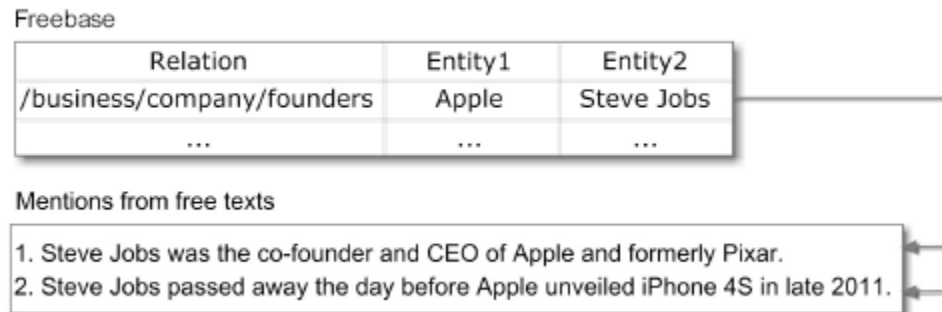 Freebase
Relation Entity1 Entity2
/business/company/founders Apple Steve Jobs
... ... ...
Mentions from free texts
1. Steve Jobs was the co-founder and CEO of Apple and formerly Pixar.
2. Steve Jobs passed away the day before Apple unveiled iPhone 4S in late 2011.